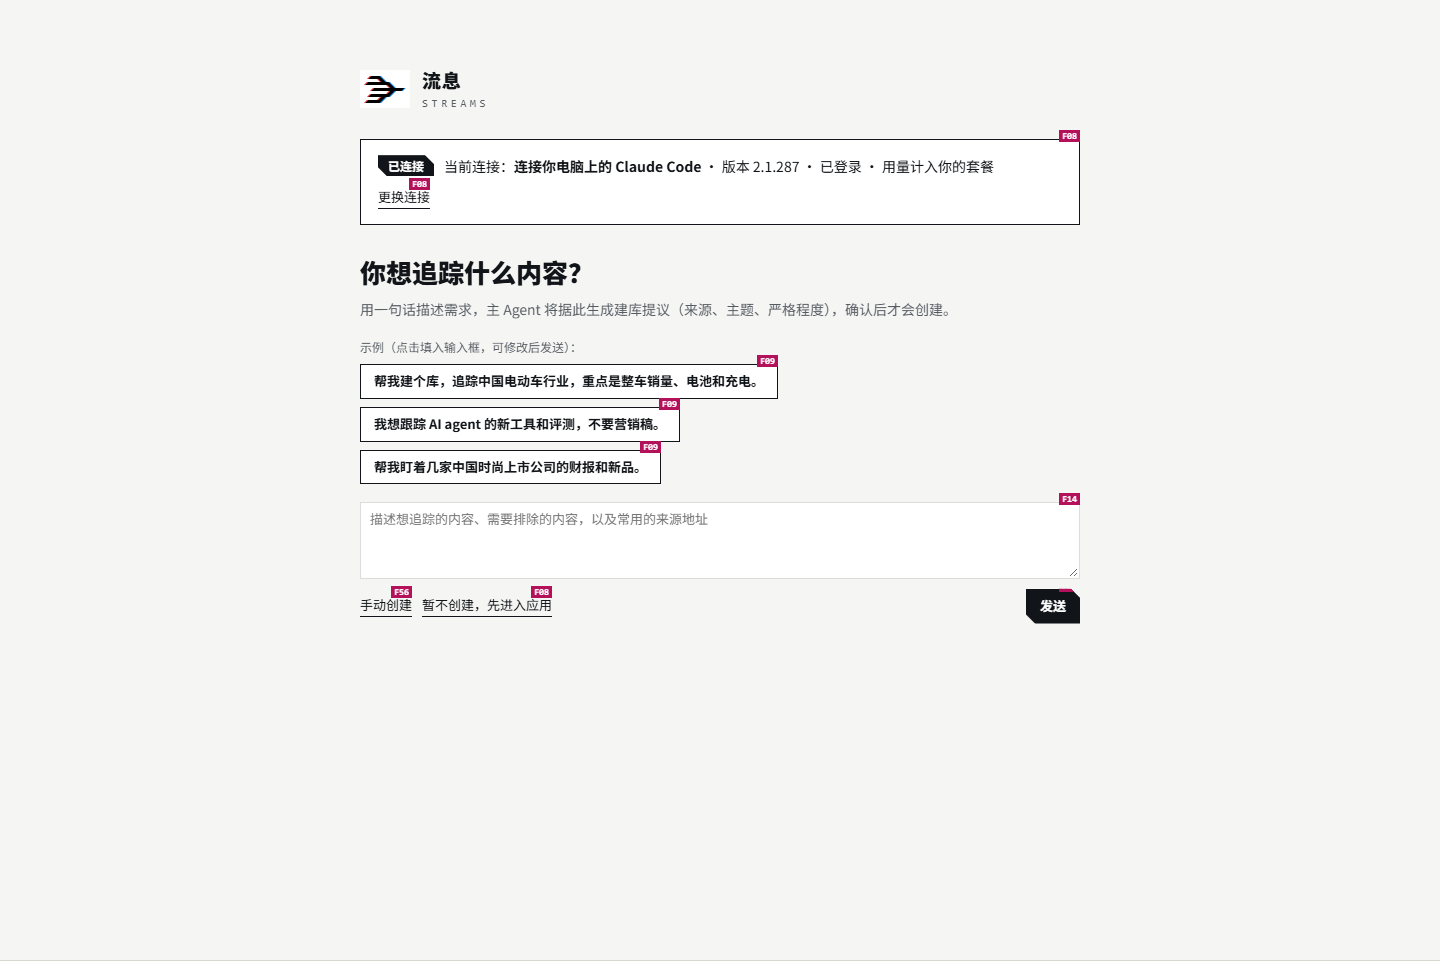 流息
STREAMS
F08
已连接 当前连接：连接你电脑上的 Claude Code · 版本 2.1.287 · 已登录 · 用量计入你的套餐
F08
更换连接
你想追踪什么内容？
用一句话描述需求，主 Agent 将据此生成建库提议（来源、主题、严格程度），确认后才会创建。
示例（点击填入输入框，可修改后发送）：
F09
帮我建个库，追踪中国电动车行业，重点是整车销量、电池和充电。
F09
我想跟踪 AI agent 的新工具和评测，不要营销稿。
F09
帮我盯着几家中国时尚上市公司的财报和新品。
F14
描述想追踪的内容、需要排除的内容，以及常用的来源地址
F56 F08
手动创建 暂不创建，先进入应用 发送